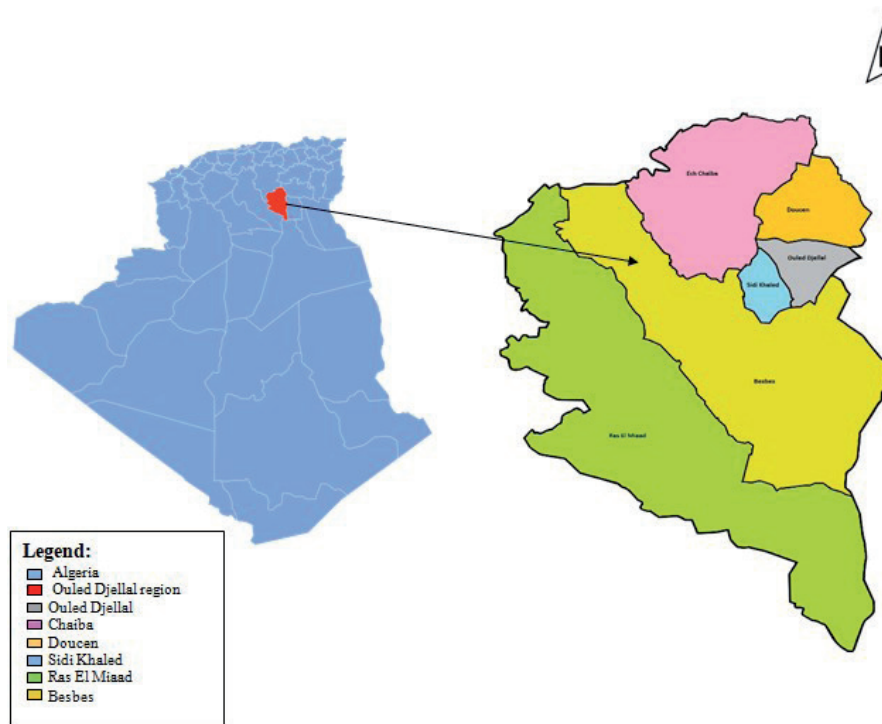 Ech Chaiba
Doucen
Ouled Djellal
Sidi Khaled
Besbes
Ras El Miaad
Legend:
Algeria
Ouled Djellal region
Ouled Djellal
Chaiba
Doucen
Sidi Khaled
Ras El Miaad
Besbes